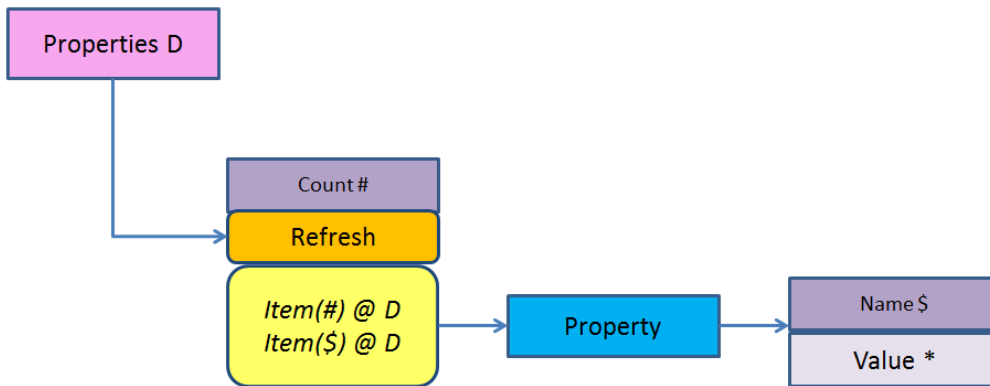 Properties D
Count #
Refresh
Item(#) @ D
Item($) @ D
Property
Name $
Value *